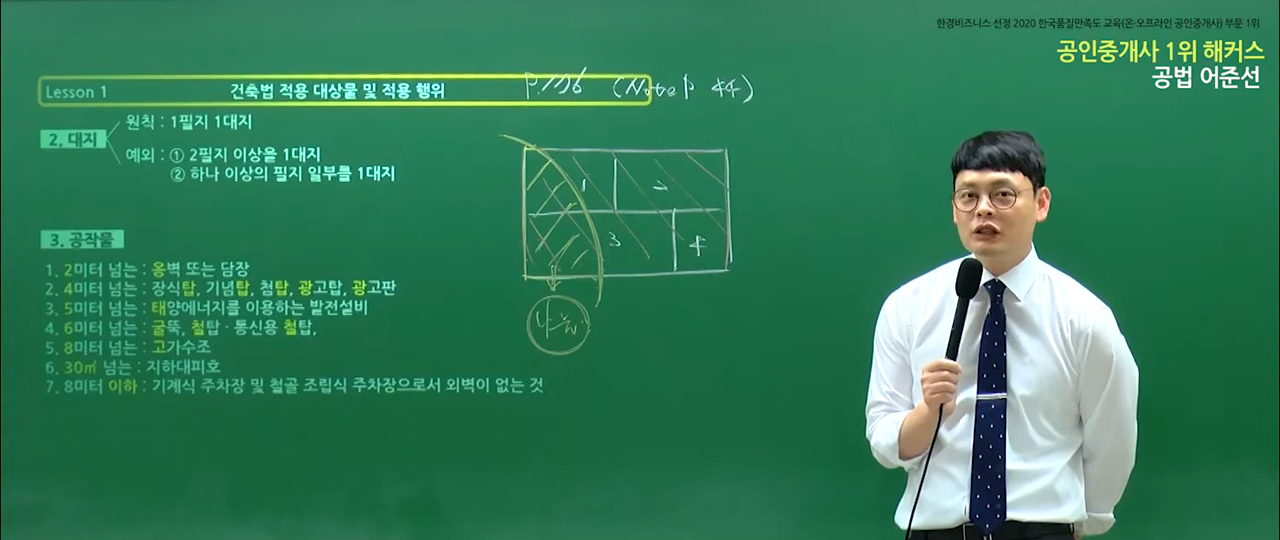 한경비즈니스 선정 2020 한국품질만족도 교육(온·오프라인 공인중개사) 부문 1위
공인중개사 1위 해커스
공법 어준선
Lesson 1 건축법 적용 대상물 및 적용 행위 P.116 (Note P 44)
2. 대지
원칙 : 1필지 1대지
예외 : ① 2필지 이상을 1대지
② 하나 이상의 필지 일부를 1대지
1 2
3 4
3. 공작물
1. 2미터 넘는 : 옹벽 또는 담장
2. 4미터 넘는 : 장식탑, 기념탑, 첨탑, 광고탑, 광고판
3. 5미터 넘는 : 태양에너지를 이용하는 발전설비
4. 6미터 넘는 : 굴뚝, 철탑 · 통신용 철탑,
5. 8미터 넘는 : 고가수조
6. 30㎡ 넘는 : 지하대피호
7. 8미터 이하 : 기계식 주차장 및 철골 조립식 주차장으로서 외벽이 없는 것